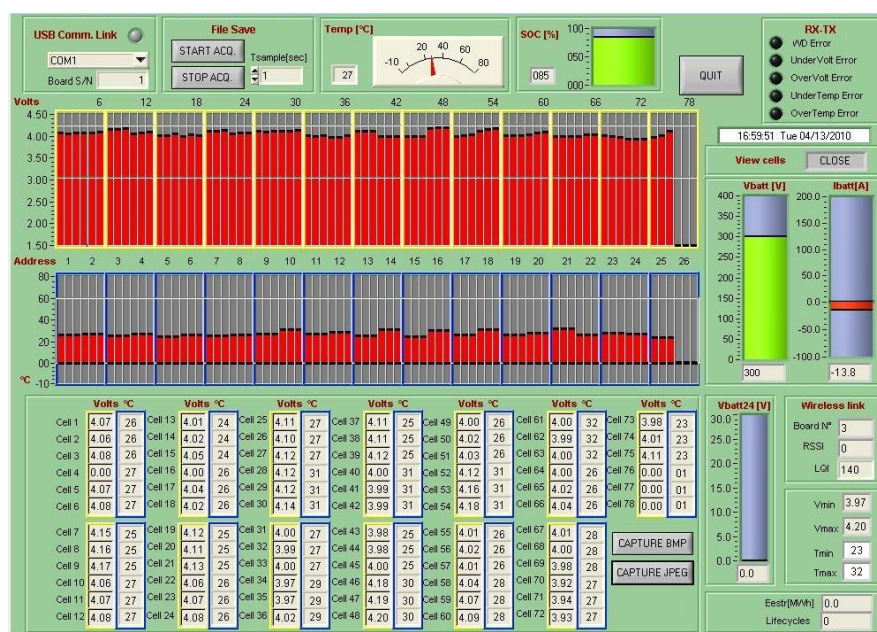 USB Comm. Link
COM1
Board S/N 1
File Save
START ACQ.
STOP ACQ.
Tsample[sec]
1
Temp [ºC]
-10 20 40 60 80
27
SOC [%]
100
050
000
085
QUIT
RX-TX
WD Error
UnderVolt Error
OverVolt Error
UnderTemp Error
OverTemp Error
16:59:51 Tue 04/13/2010
View cells CLOSE
Volts 6 12 18 24 30 36 42 48 54 60 66 72 78
4.50
4.00
3.50
3.00
2.50
2.00
1.50
Address 1 2 3 4 5 6 7 8 9 10 11 12 13 14 15 16 17 18 19 20 21 22 23 24 25 26
80
60
40
20
00
ºC -10
Vbatt [V]
400
350
300
250
200
150
100
50
0
300
Ibatt[A]
200.0
150.0
100.0
50.0
0.0
-50.0
-100.0
-13.8
Volts ºC Volts ºC Volts ºC Volts ºC Volts ºC Volts ºC Volts ºC
Cell 1 4.07 26 Cell 13 4.01 24 Cell 25 4.11 27 Cell 37 4.11 25 Cell 49 4.00 26 Cell 61 4.00 32 Cell 73 3.98 23
Cell 2 4.06 26 Cell 14 4.02 24 Cell 26 4.10 27 Cell 38 4.11 25 Cell 50 4.02 26 Cell 62 3.99 32 Cell 74 4.01 23
Cell 3 4.08 26 Cell 15 4.05 24 Cell 27 4.12 27 Cell 39 4.12 25 Cell 51 4.03 26 Cell 63 4.00 32 Cell 75 4.11 23
Cell 4 0.00 27 Cell 16 4.00 26 Cell 28 4.12 31 Cell 40 4.00 31 Cell 52 4.12 31 Cell 64 4.00 26 Cell 76 0.00 01
Cell 5 4.07 27 Cell 17 4.04 26 Cell 29 4.12 31 Cell 41 3.99 31 Cell 53 4.16 31 Cell 65 4.02 26 Cell 77 0.00 01
Cell 6 4.08 27 Cell 18 4.02 26 Cell 30 4.14 31 Cell 42 3.99 31 Cell 54 4.18 31 Cell 66 4.04 26 Cell 78 0.00 01
Cell 7 4.15 25 Cell 19 4.12 25 Cell 31 4.00 27 Cell 43 3.98 25 Cell 55 4.01 26 Cell 67 4.01 28
Cell 8 4.16 25 Cell 20 4.11 25 Cell 32 3.99 27 Cell 44 3.98 25 Cell 56 4.02 26 Cell 68 4.00 28
Cell 9 4.17 25 Cell 21 4.13 25 Cell 33 4.00 27 Cell 45 4.00 25 Cell 57 4.01 26 Cell 69 3.98 28
Cell 10 4.06 27 Cell 22 4.06 26 Cell 34 3.97 29 Cell 46 4.18 30 Cell 58 4.04 28 Cell 70 3.92 27
Cell 11 4.07 27 Cell 23 4.07 26 Cell 35 3.97 29 Cell 47 4.19 30 Cell 59 4.07 28 Cell 71 3.94 27
Cell 12 4.08 27 Cell 24 4.08 26 Cell 36 4.02 29 Cell 48 4.20 30 Cell 60 4.09 28 Cell 72 3.93 27
CAPTURE BMP
CAPTURE JPEG
Vbatt24 [V]
30.0
25.0
20.0
15.0
10.0
5.0
0.0
0.0
Wireless link
Board Nº 3
RSSI 0
LQI 140
Vmin 3.97
Vmax 4.20
Tmin 23
Tmax 32
Eestr[MWh] 0.0
Lifecycles 0